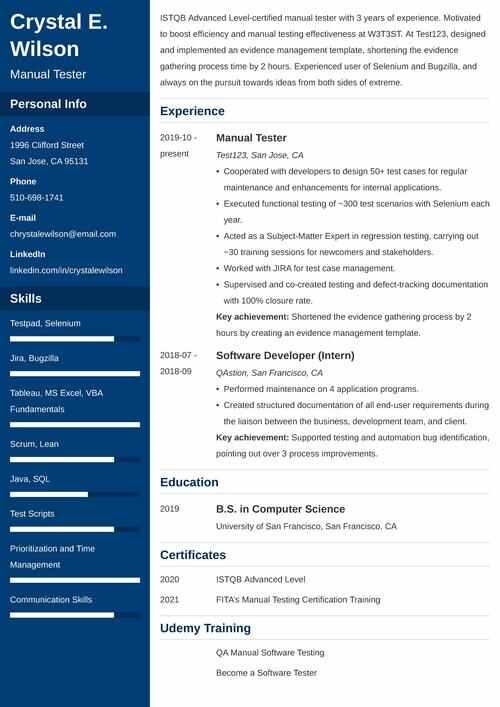 Crystal E.
Wilson
Manual Tester
Personal Info
Address
1996 Clifford Street
San Jose, CA 95131
Phone
510-698-1741
E-mail
chrystalewilson@email.com
LinkedIn
linkedin.com/in/crystalewilson
Skills
Testpad, Selenium
Jira, Bugzilla
Tableau, MS Excel, VBA
Fundamentals
Scrum, Lean
Java, SQL
Test Scripts
Prioritization and Time
Management
Communication Skills
ISTQB Advanced Level-certified manual tester with 3 years of experience. Motivated
to boost efficiency and manual testing effectiveness at W3T3ST. At Test123, designed
and implemented an evidence management template, shortening the evidence
gathering process time by 2 hours. Experienced user of Selenium and Bugzilla, and
always on the pursuit towards ideas from both sides of extreme.
Experience
2019-10 -
present
Manual Tester
Test123, San Jose, CA
• Cooperated with developers to design 50+ test cases for regular
maintenance and enhancements for internal applications.
• Executed functional testing of ~300 test scenarios with Selenium each
year.
• Acted as a Subject-Matter Expert in regression testing, carrying out
~30 training sessions for newcomers and stakeholders.
• Worked with JIRA for test case management.
• Supervised and co-created testing and defect-tracking documentation
with 100% closure rate.
Key achievement: Shortened the evidence gathering process by 2
hours by creating an evidence management template.
2018-07 -
2018-09
Software Developer (Intern)
QAstion, San Francisco, CA
• Performed maintenance on 4 application programs.
• Created structured documentation of all end-user requirements during
the liaison between the business, development team, and client.
Key achievement: Supported testing and automation bug identification,
pointing out over 3 process improvements.
Education
2019
B.S. in Computer Science
University of San Francisco, San Francisco, CA
Certificates
2020 ISTQB Advanced Level
2021 FITA's Manual Testing Certification Training
Udemy Training
QA Manual Software Testing
Become a Software Tester